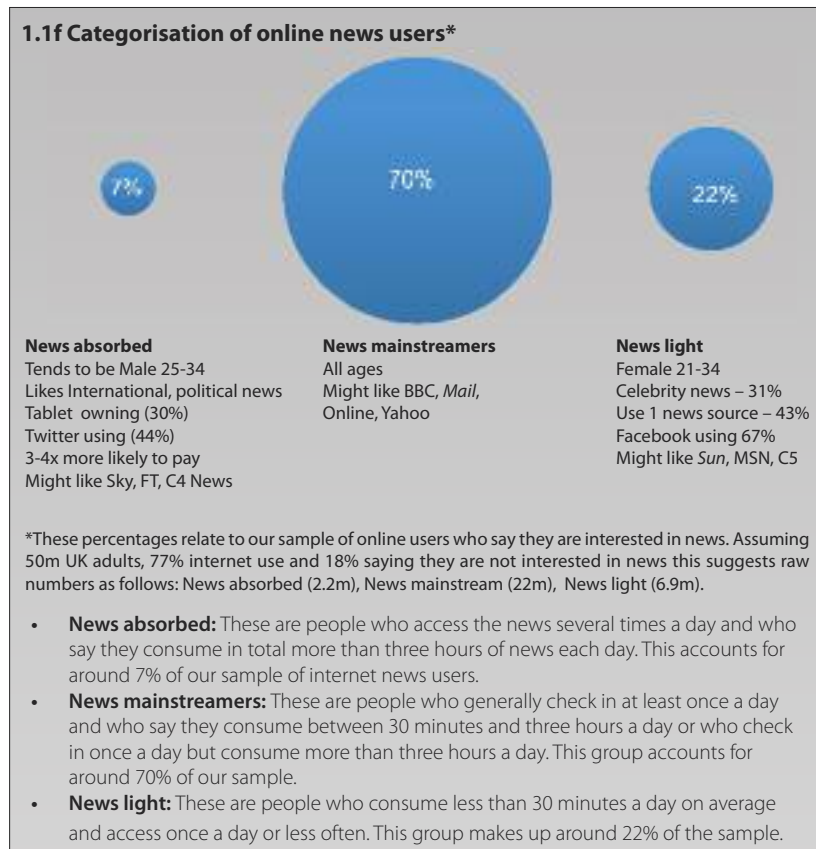 1.1f Categorisation of online news users*
7%
70%
22%
News absorbed
Tends to be Male 25-34
Likes International, political news
Tablet owning (30%)
Twitter using (44%)
3-4x more likely to pay
Might like Sky, FT, C4 News
News mainstreamers
All ages
Might like BBC, Mail,
Online, Yahoo
News light
Female 21-34
Celebrity news – 31%
Use 1 news source – 43%
Facebook using 67%
Might like Sun, MSN, C5
*These percentages relate to our sample of online users who say they are interested in news. Assuming
50m UK adults, 77% internet use and 18% saying they are not interested in news this suggests raw
numbers as follows: News absorbed (2.2m), News mainstream (22m), News light (6.9m).
• News absorbed: These are people who access the news several times a day and who
say they consume in total more than three hours of news each day. This accounts for
around 7% of our sample of internet news users.
• News mainstreamers: These are people who generally check in at least once a day
and who say they consume between 30 minutes and three hours a day or who check
in once a day but consume more than three hours a day. This group accounts for
around 70% of our sample.
• News light: These are people who consume less than 30 minutes a day on average
and access once a day or less often. This group makes up around 22% of the sample.